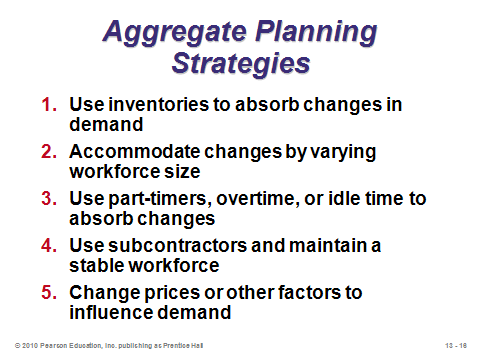 Aggregate Planning
Strategies
1. Use inventories to absorb changes in
demand
2. Accommodate changes by varying
workforce size
3. Use part-timers, overtime, or idle time to
absorb changes
4. Use subcontractors and maintain a
stable workforce
5. Change prices or other factors to
influence demand
© 2010 Pearson Education, Inc. publishing as Prentice Hall 13 - 16